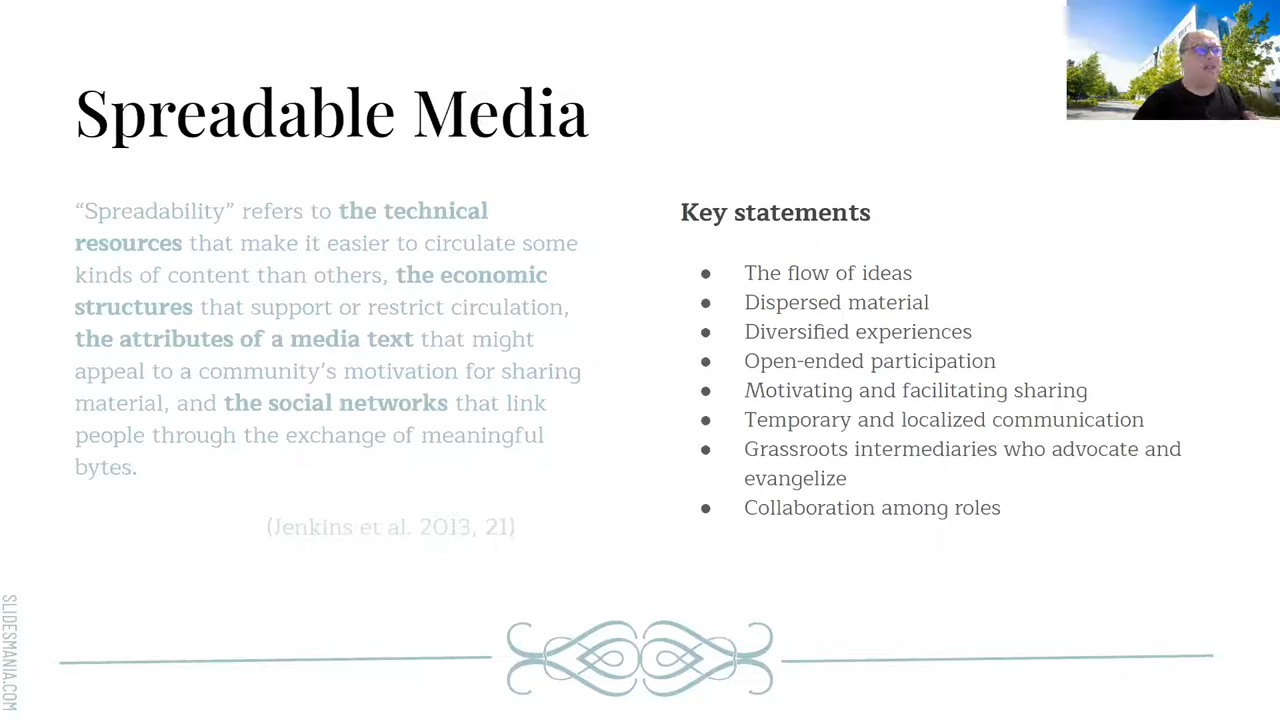 Spreadable Media
“Spreadability” refers to the technical
resources that make it easier to circulate some
kinds of content than others, the economic
structures that support or restrict circulation,
the attributes of a media text that might
appeal to a community’s motivation for sharing
material, and the social networks that link
people through the exchange of meaningful
bytes.
(Jenkins et al. 2013, 21)
Key statements
● The flow of ideas
● Dispersed material
● Diversified experiences
● Open-ended participation
● Motivating and facilitating sharing
● Temporary and localized communication
● Grassroots intermediaries who advocate and
evangelize
● Collaboration among roles
SLIDESMANIA.COM